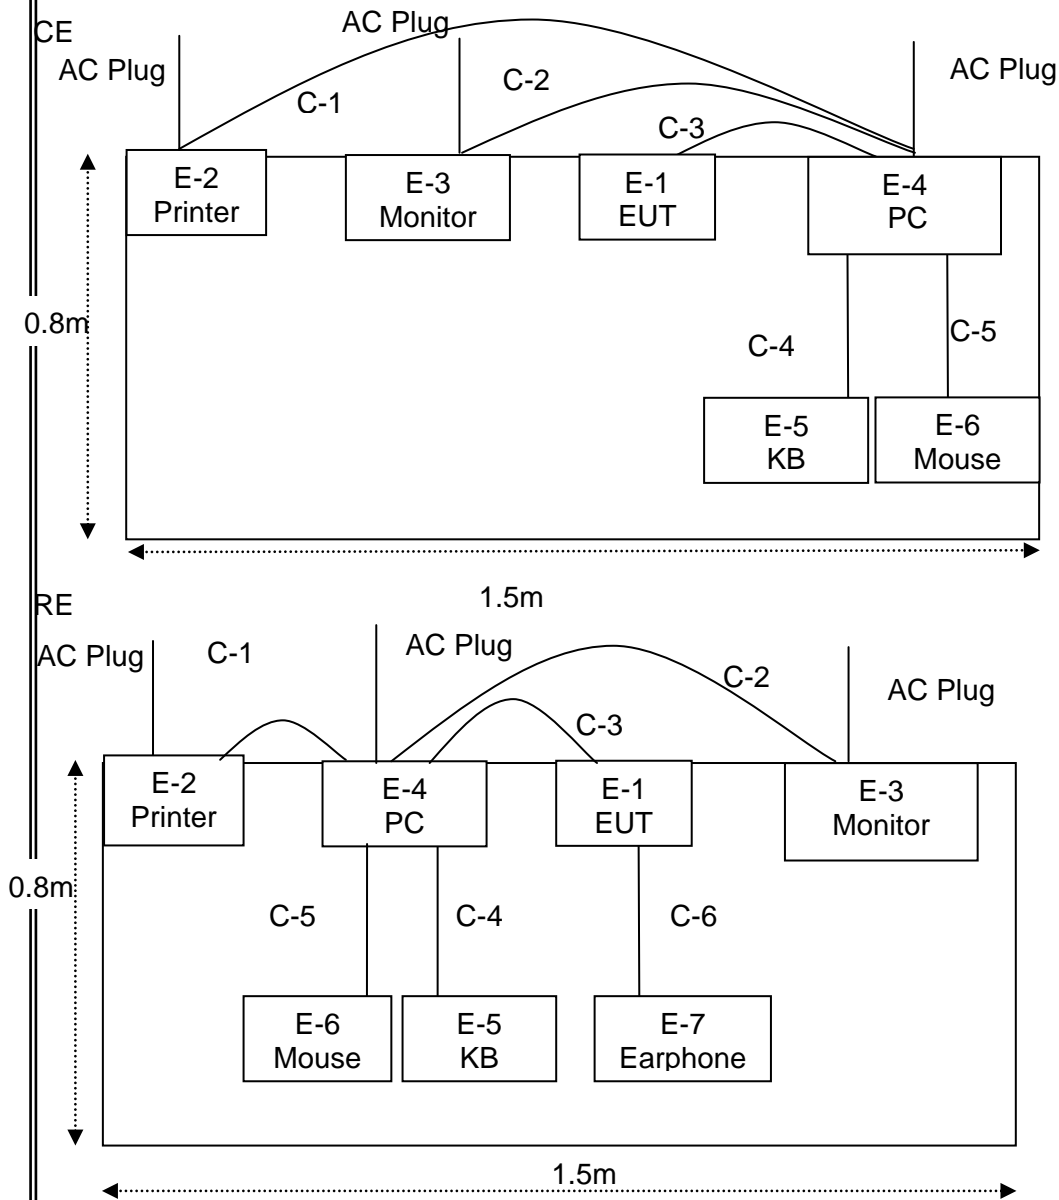 CE
AC Plug
AC Plug
AC Plug
C-1
C-2
C-3
E-2
Printer
E-3
Monitor
E-1
EUT
E-4
PC
0.8m
C-4
C-5
E-5
KB
E-6
Mouse
1.5m
RE
AC Plug
C-1
AC Plug
C-2
AC Plug
C-3
E-2
Printer
E-4
PC
E-1
EUT
E-3
Monitor
0.8m
C-5
C-4
C-6
E-6
Mouse
E-5
KB
E-7
Earphone
1.5m